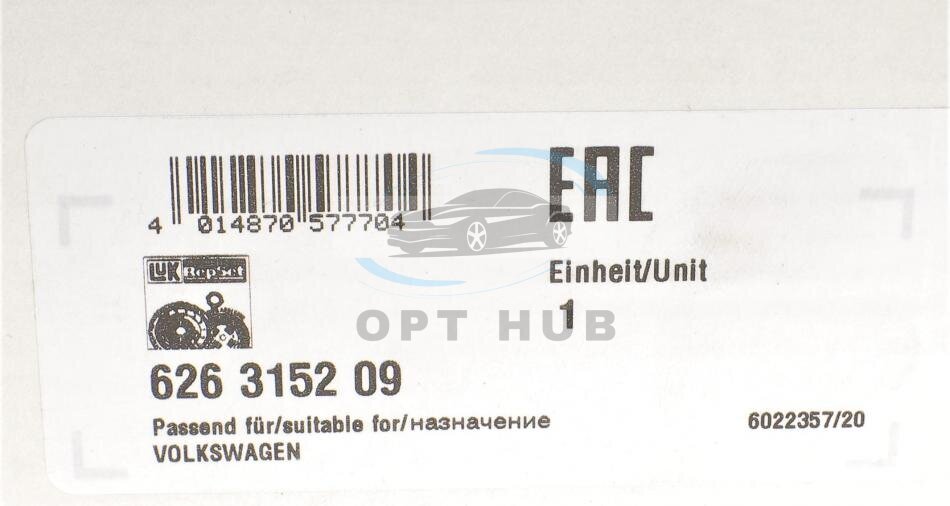 EAC
4 014870 577704
LUK RepSet
Einheit/Unit
1
OPT HUB
626 3152 09
Passend für/suitable for/назначение
VOLKSWAGEN
6022357/20